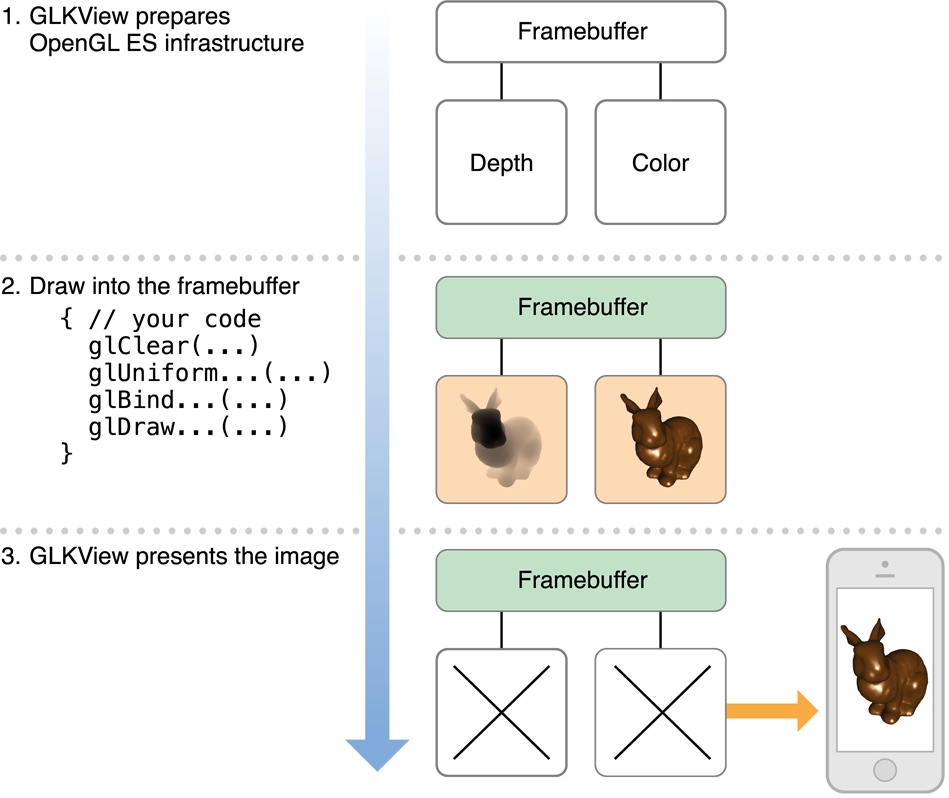 1. GLKView prepares
OpenGL ES infrastructure
Framebuffer
Depth
Color
2. Draw into the framebuffer
{ // your code
glClear(...)
glUniform...(...)
glBind...(...)
glDraw...(...)
}
Framebuffer
3. GLKView presents the image
Framebuffer